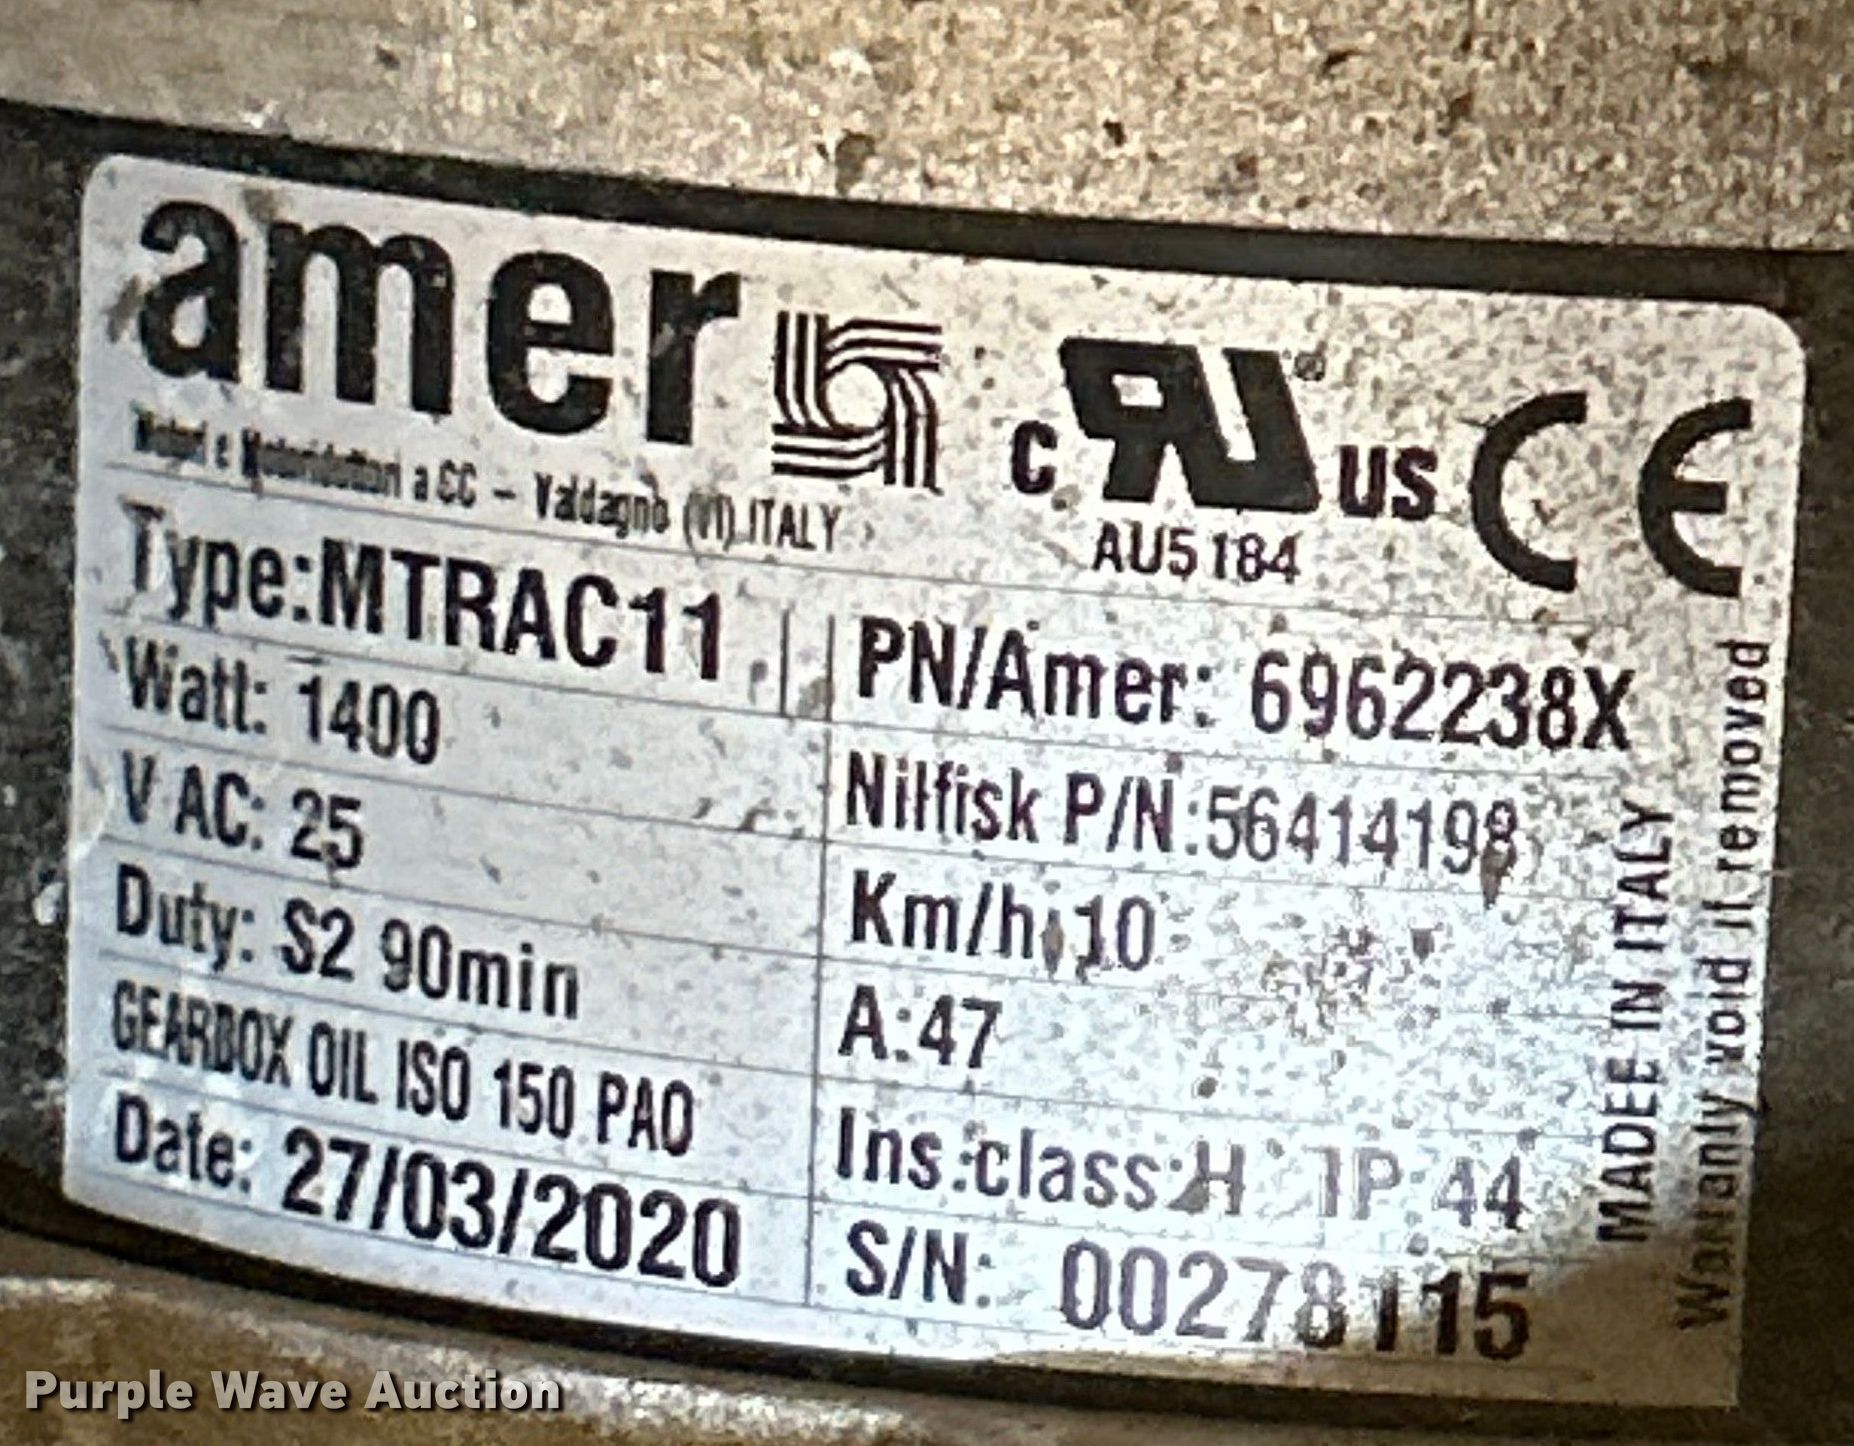 amer
c RU ® US CE
Motori e Motoriduttori a CC – Valdagno (VI) ITALY
AU5184
Type:MTRAC11
PN/Amer: 6962238X
Watt: 1400
Nilfisk P/N:56414198
V AC: 25
Km/h:10
Duty: S2 90min
A:47
GEARBOX OIL ISO 150 PAO
Ins.class:H IP 44
Date: 27/03/2020
S/N: 00278115
MADEE IN ITALY
Warranty void if removed
Purple Wave Auction